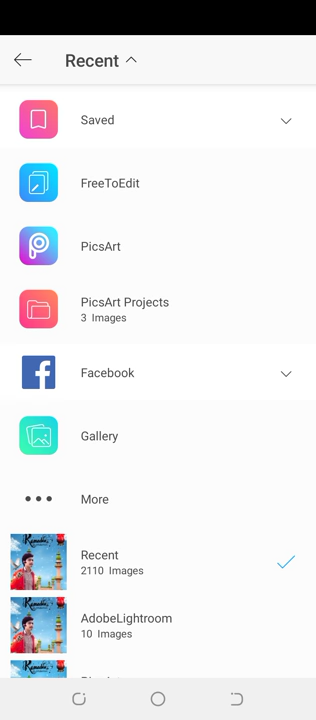 Recent
Saved
FreeToEdit
PicsArt
PicsArt Projects
3 Images
Facebook
Gallery
More
Recent
2110 Images
AdobeLightroom
10 Images